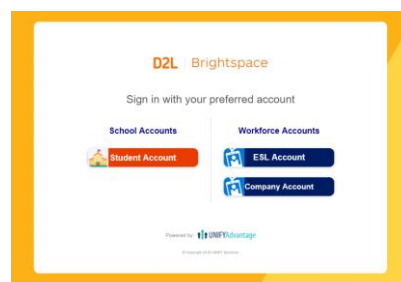 D2L | Brightspace
Sign in with your preferred account
School Accounts
Student Account
Workforce Accounts
ESL Account
Company Account
Powered by: UNIFYAdvantage